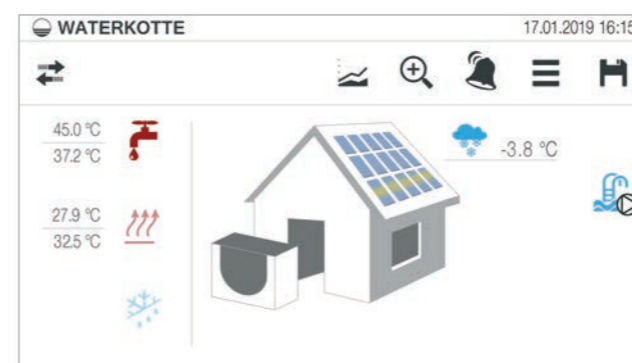 WATERKOTTE 17.01.2019 16:15
45.0 °C
37.2 °C
-3.8 °C
27.9 °C
32.5 °C